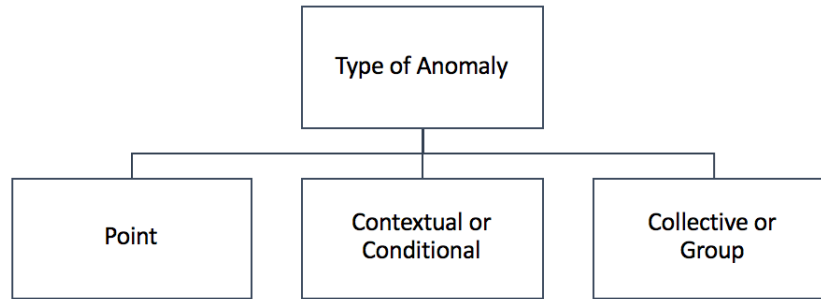 Type of Anomaly
Point
Contextual or
Conditional
Collective or
Group